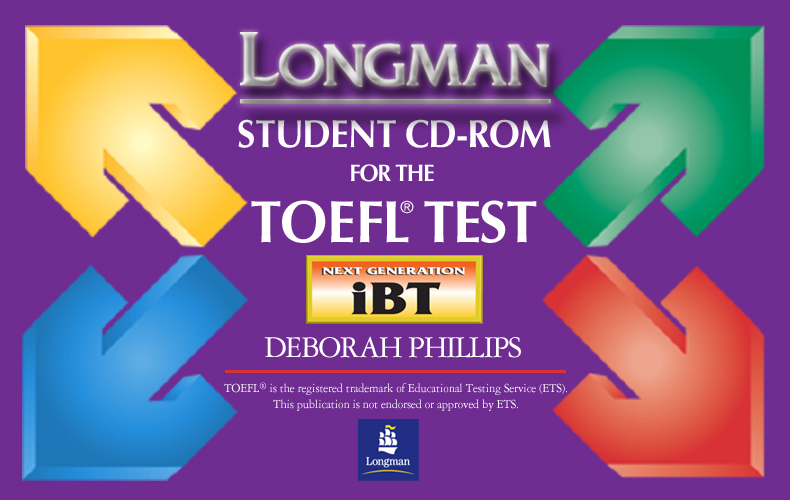 LONGMAN
STUDENT CD-ROM
FOR THE
TOEFL® TEST
NEXT GENERATION
iBT
DEBORAH PHILLIPS
TOEFL® is the registered trademark of Educational Testing Service (ETS).
This publication is not endorsed or approved by ETS.
Longman